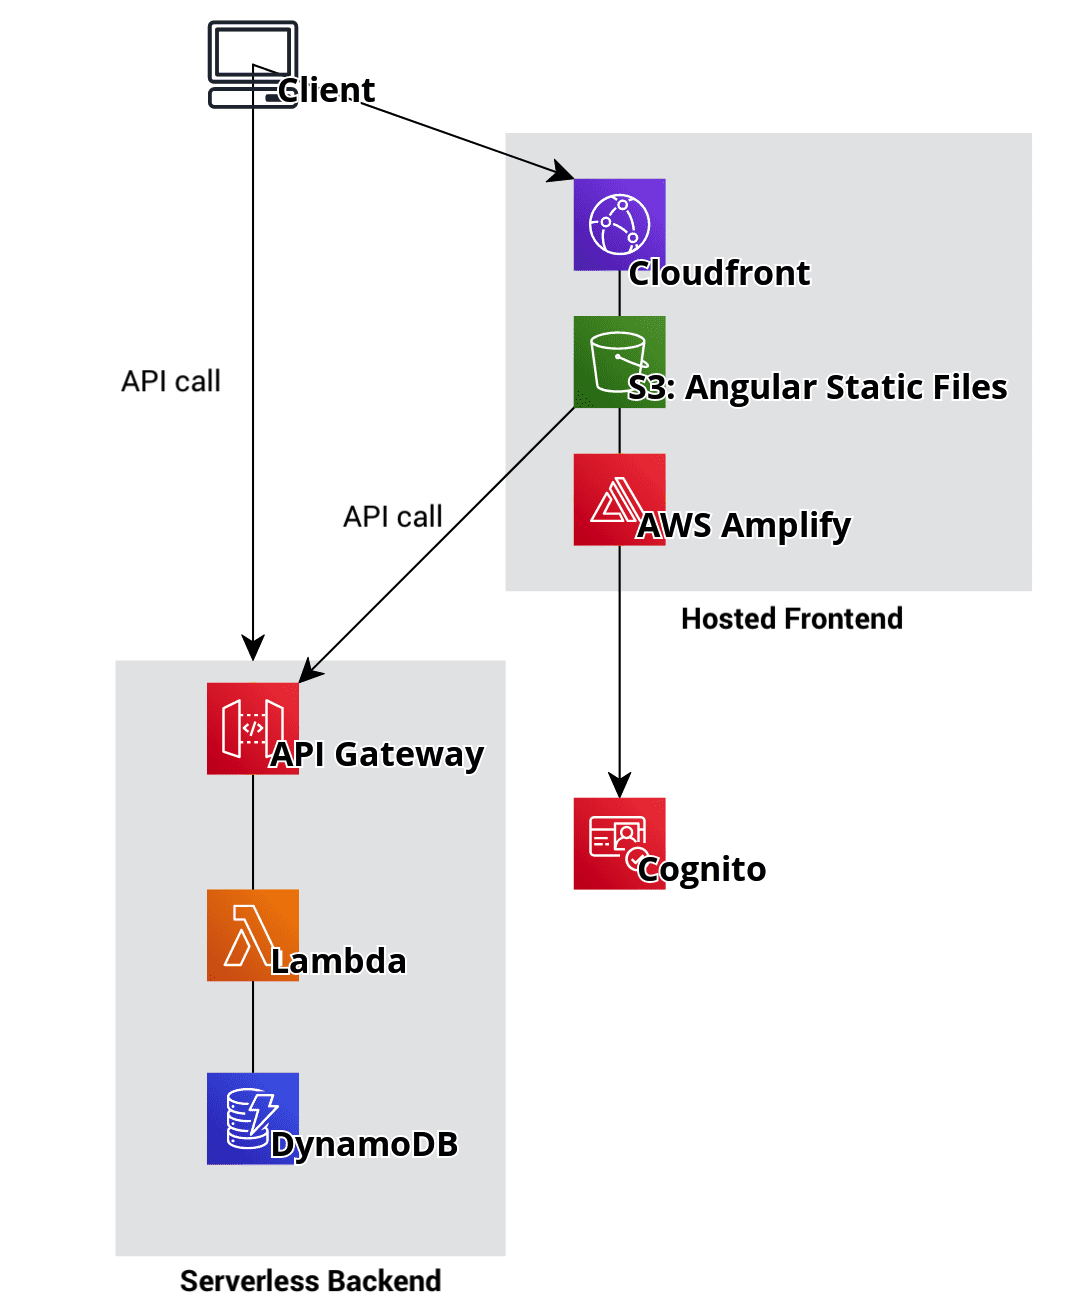 Client
Cloudfront
S3: Angular Static Files
API call
API call
AWS Amplify
Hosted Frontend
API Gateway
</>
Cognito
Lambda
DynamoDB
Serverless Backend